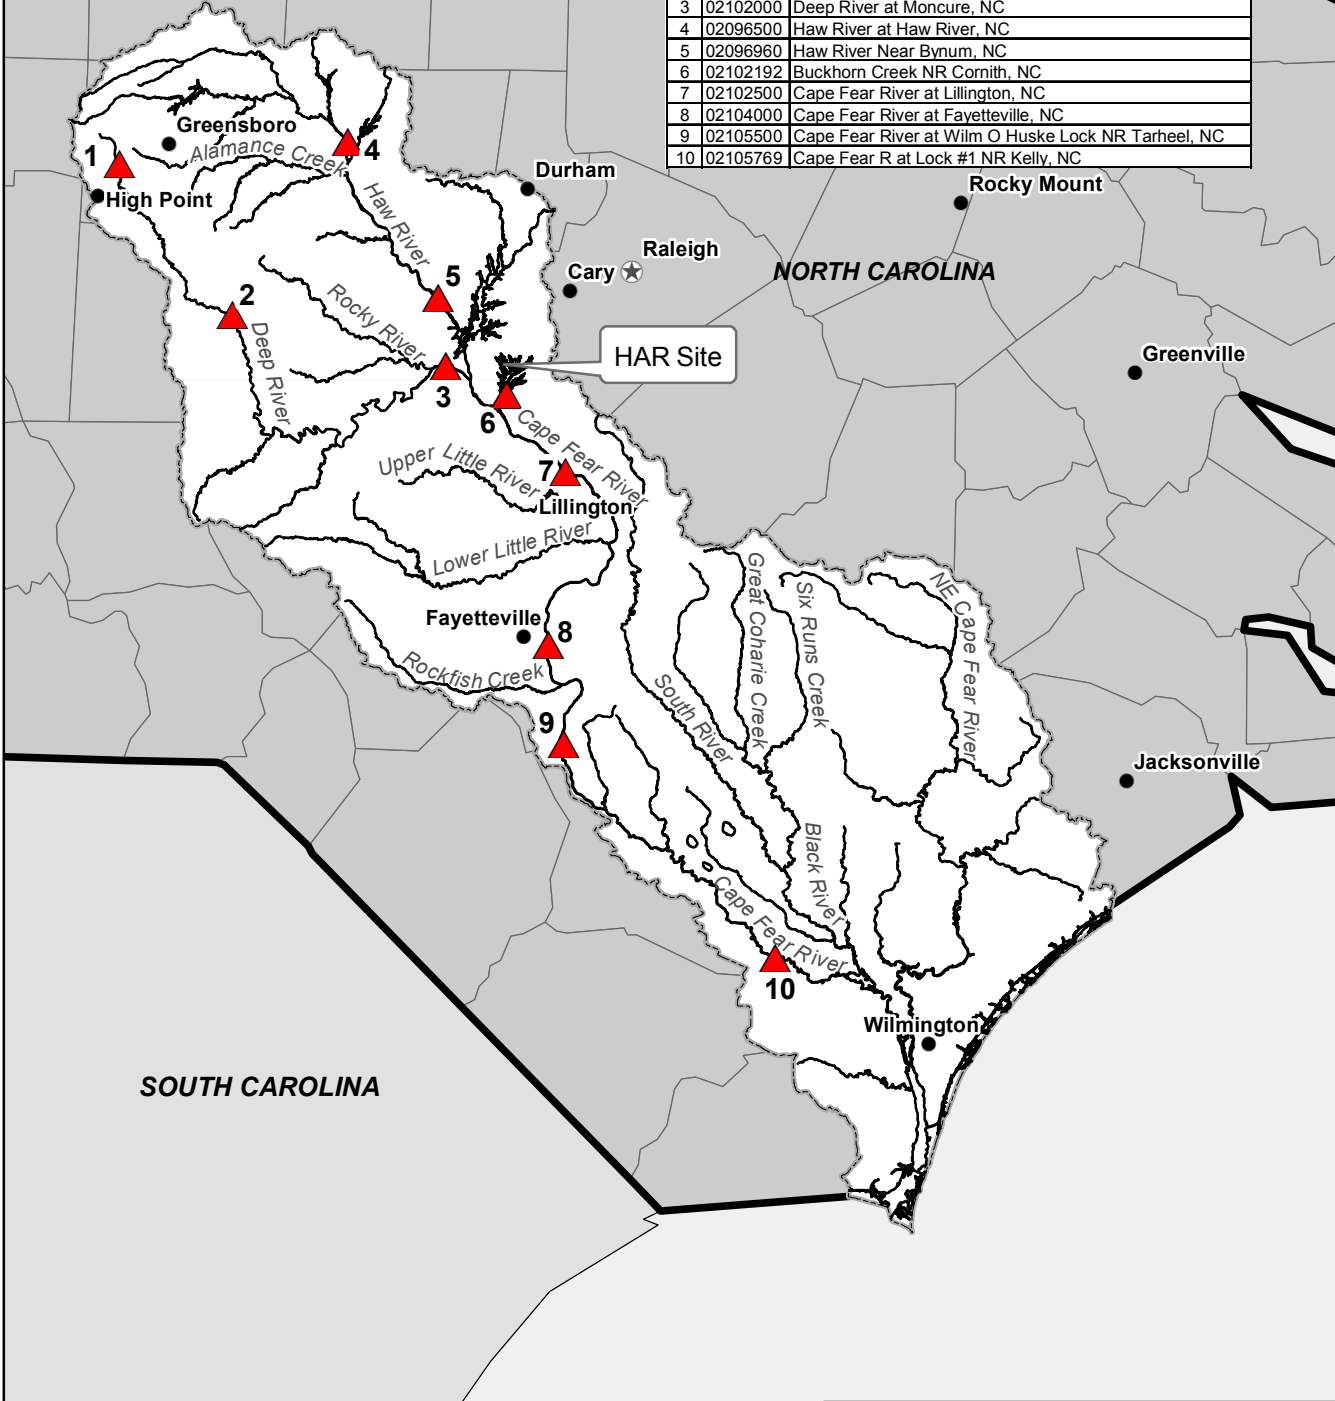 3 02102000 Deep River at Moncure, NC
4 02096500 Haw River at Haw River, NC
5 02096960 Haw River Near Bynum, NC
6 02102192 Buckhorn Creek NR Cornith, NC
7 02102500 Cape Fear River at Lillington, NC
8 02104000 Cape Fear River at Fayetteville, NC
9 02105500 Cape Fear River at Wilm O Huske Lock NR Tarheel, NC
10 02105769 Cape Fear R at Lock #1 NR Kelly, NC
Greensboro
Alamance Creek
1
4
High Point
Durham
Rocky Mount
Haw River
Raleigh
Cary
NORTH CAROLINA
5
2
Rocky River
Deep River
HAR Site
Greenville
3
6
Cape Fear River
Upper Little River
7
Lillington
Lower Little River
Great Coharie Creek
Six Runs Creek
NE Cape Fear River
Fayetteville
8
Rockfish Creek
South River
9
Jacksonville
Black River
Cape Fear River
10
Wilmington
SOUTH CAROLINA